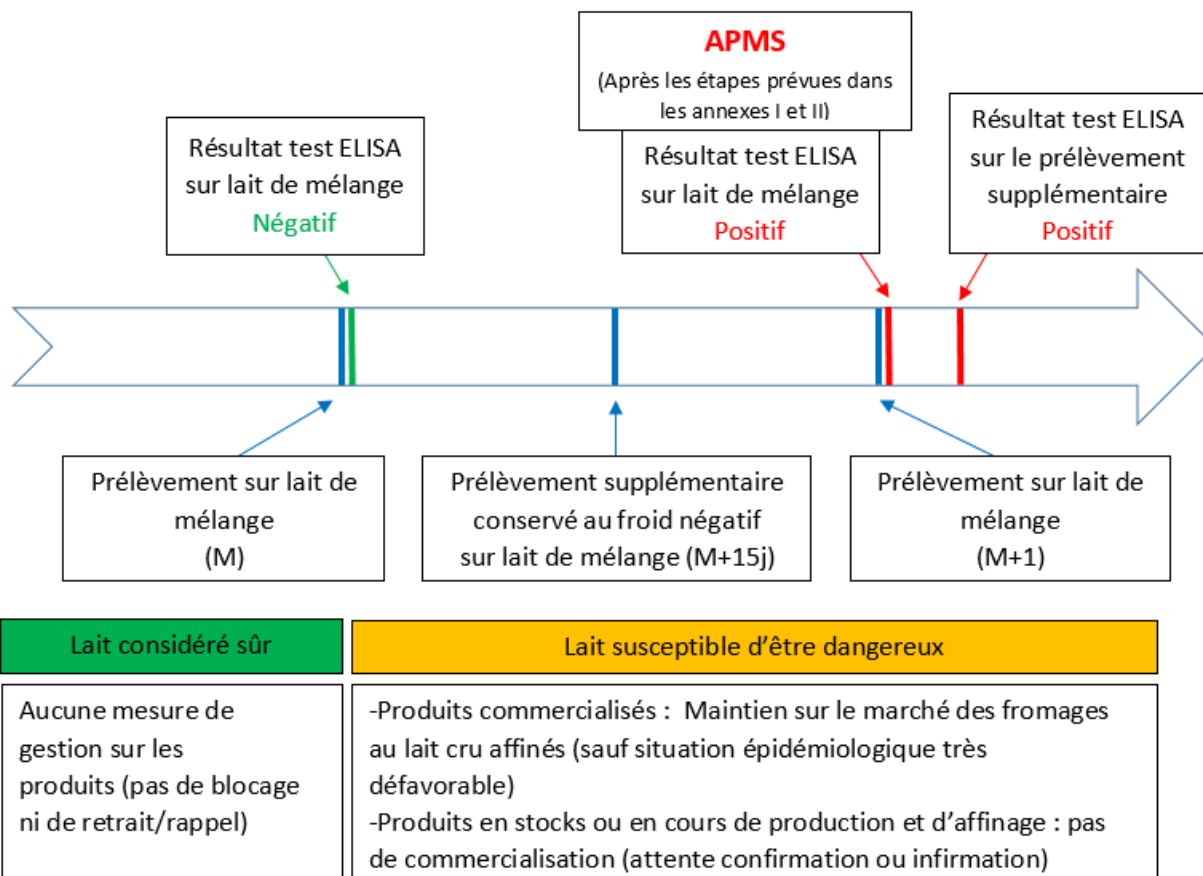 APMS
(Après les étapes prévues dans
les annexes I et II)
Résultat test ELISA
sur lait de mélange
Négatif
Résultat test ELISA
sur lait de mélange
Positif
Résultat test ELISA
sur le prélèvement
supplémentaire
Positif
Prélèvement sur lait de
mélange
(M)
Prélèvement supplémentaire
conservé au froid négatif
sur lait de mélange (M+15j)
Prélèvement sur lait de
mélange
(M+1)
Lait considéré sûr
Lait susceptible d’être dangereux
Aucune mesure de
gestion sur les
produits (pas de blocage
ni de retrait/rappel)
-Produits commercialisés : Maintien sur le marché des fromages
au lait cru affinés (sauf situation épidémiologique très
défavorable)
-Produits en stocks ou en cours de production et d’affinage : pas
de commercialisation (attente confirmation ou infirmation)